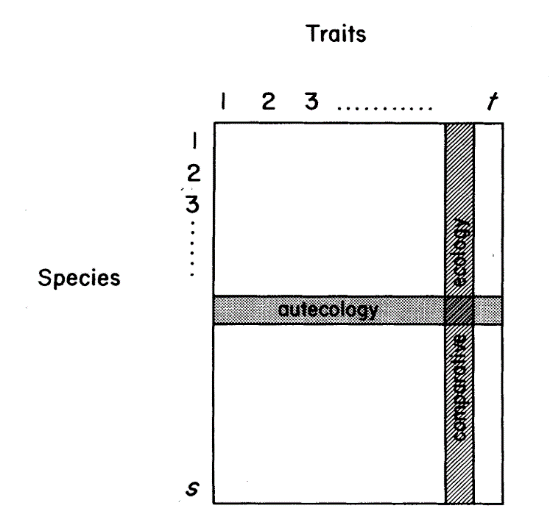 Traits
1 2 3 ........... t
1
2
3
Species
s
autecology
comparative ecology